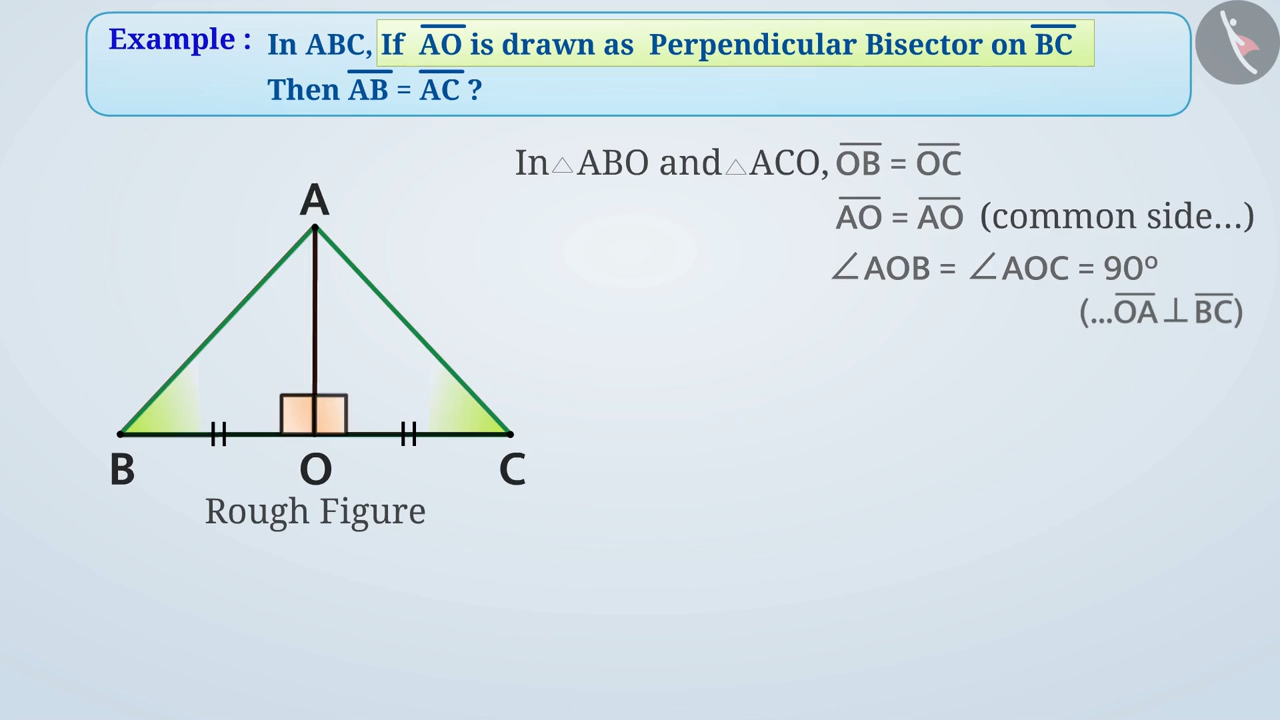 Example : In ABC, If AO is drawn as Perpendicular Bisector on BC
Then AB = AC ?
In△ABO and△ACO, OB = OC
AO = AO (common side...)
∠AOB = ∠AOC = 90º
(...OA⊥BC)
A
B
O
C
Rough Figure